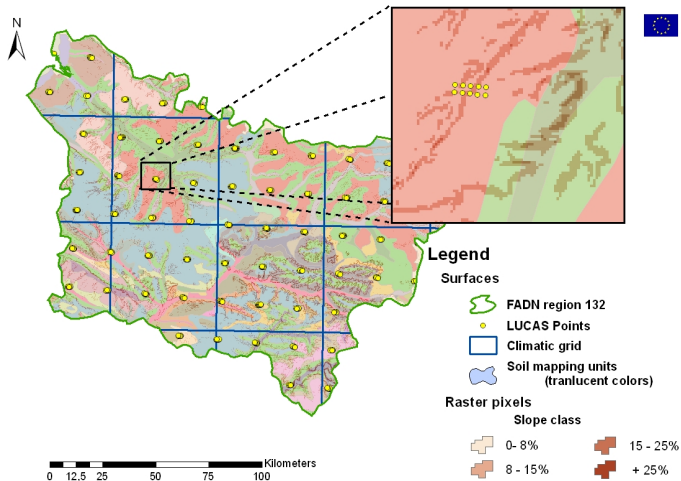 N
Legend
Surfaces
FADN region 132
LUCAS Points
Climatic grid
Soil mapping units
(tranlucent colors)
Raster pixels
Slope class
0- 8%
15 - 25%
8 - 15%
+ 25%
Kilometers
0 12,5 25 50 75 100